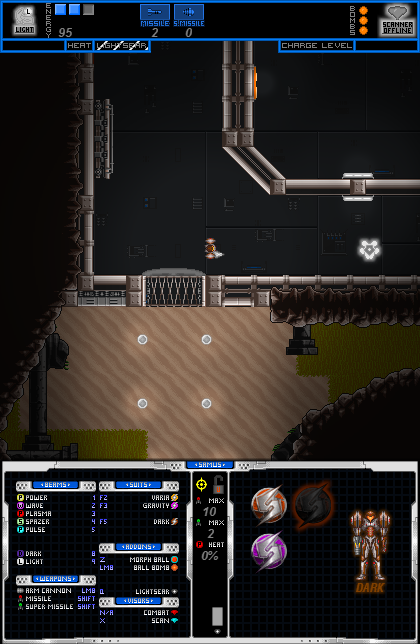 LIGHT
ENERGY
95
MISSILE
2
S MISSILE
0
BOMBS
SCANNER OFFLINE
HEAT
LIGHTSEAR
CHARGE LEVEL
SAMUS
BEAMS
P POWER 1
W WAVE 2
P PLASMA 3
S SPAZER 4
P PULSE 5
DARK 8
LIGHT 9
WEAPONS
ARM CANNON LMB
MISSILE SHIFT
SUPER MISSILE SHIFT
SUITS
F2 VARIA
F3 GRAVITY
F5 DARK
ADDONS
Z MORPH BALL
LMB BALL BOMB
Q LIGHTSEAR
VISORS
N/A COMBAT
X SCAN
MAX
10
MAX
2
HEAT
0%
DARK